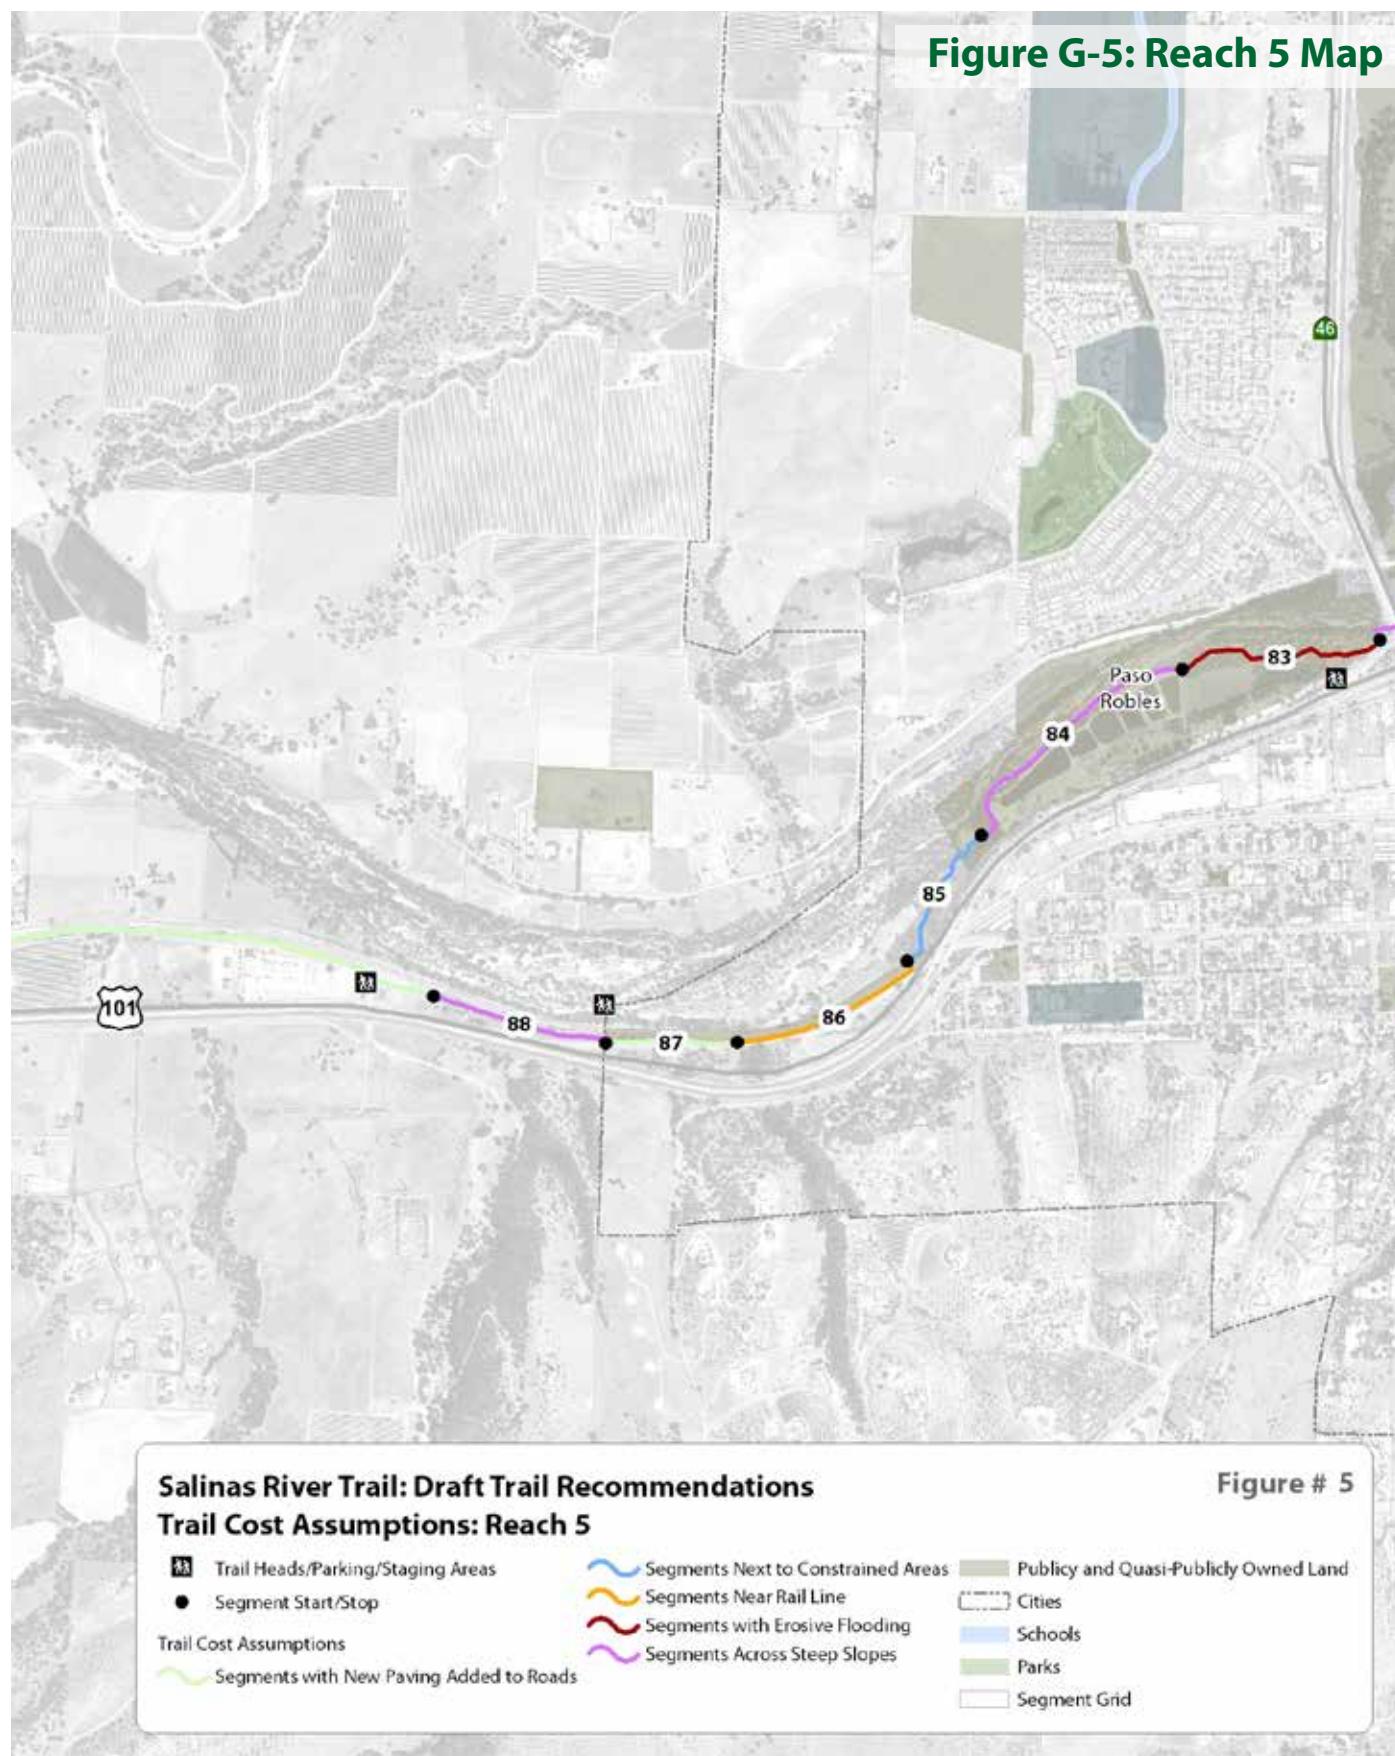 Figure G-5: Reach 5 Map
46
83
Paso
Robles
84
85
101
88
87
86
Salinas River Trail: Draft Trail Recommendations
Figure # 5
Trail Cost Assumptions: Reach 5
Trail Heads/Parking/Staging Areas
Segment Start/Stop
Trail Cost Assumptions
Segments with New Paving Added to Roads
Segments Next to Constrained Areas
Segments Near Rail Line
Segments with Erosive Flooding
Segments Across Steep Slopes
Publicy and Quasi-Publicly Owned Land
Cities
Schools
Parks
Segment Grid